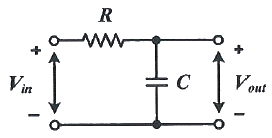 R
+ +
V_in C V_out
− −